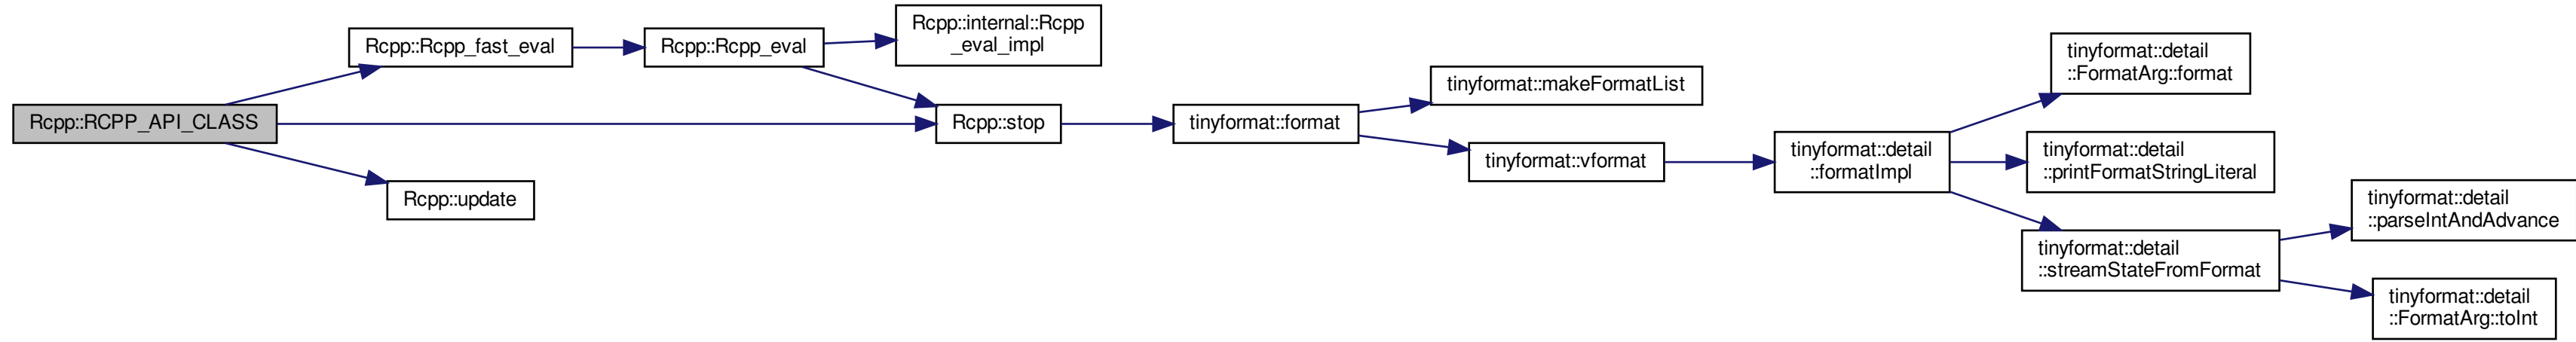 Rcpp::RCPP_API_CLASS
Rcpp::Rcpp_fast_eval
Rcpp::Rcpp_eval
Rcpp::internal::Rcpp
_eval_impl
Rcpp::stop
Rcpp::update
tinyformat::format
tinyformat::makeFormatList
tinyformat::vformat
tinyformat::detail
::formatImpl
tinyformat::detail
::FormatArg::format
tinyformat::detail
::printFormatStringLiteral
tinyformat::detail
::streamStateFromFormat
tinyformat::detail
::parseIntAndAdvance
tinyformat::detail
::FormatArg::toInt